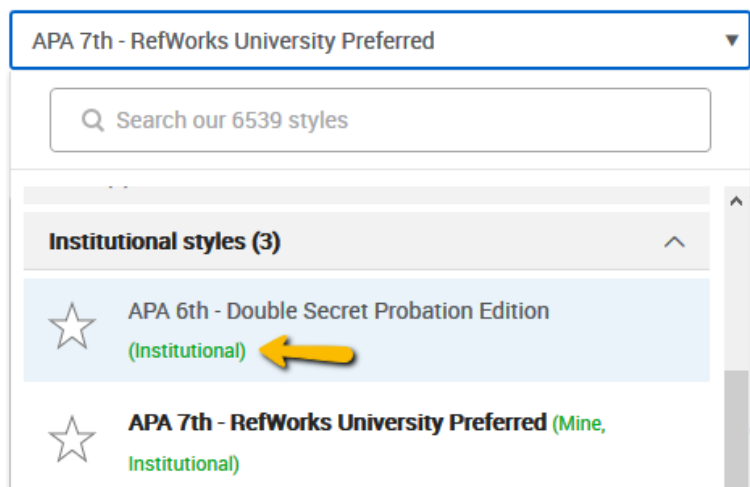 APA 7th - RefWorks University Preferred
Search our 6539 styles
Institutional styles (3)
APA 6th - Double Secret Probation Edition
(Institutional)
APA 7th - RefWorks University Preferred (Mine,
Institutional)